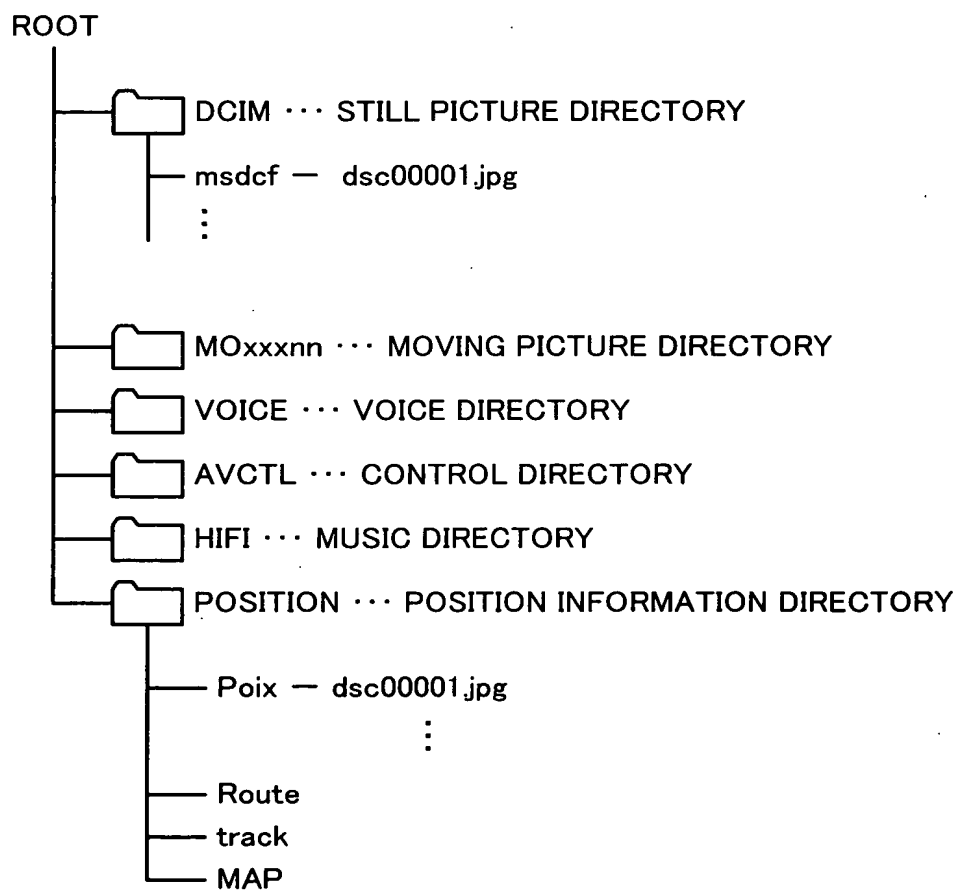 ROOT
DCIM ··· STILL PICTURE DIRECTORY
msdcf — dsc00001.jpg
⋮
MOxxxnn ··· MOVING PICTURE DIRECTORY
VOICE ··· VOICE DIRECTORY
AVCTL ··· CONTROL DIRECTORY
HIFI ··· MUSIC DIRECTORY
POSITION ··· POSITION INFORMATION DIRECTORY
Poix — dsc00001.jpg
⋮
Route
track
MAP